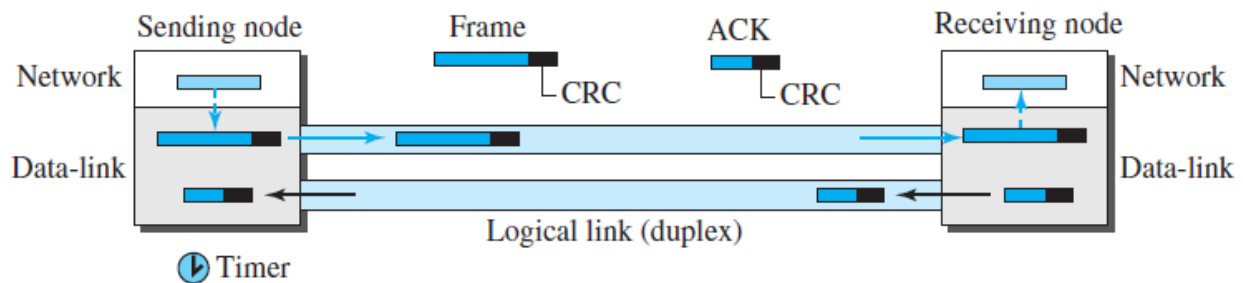 Sending node
Frame
ACK
Receiving node
Network
CRC
CRC
Network
Data-link
Data-link
Logical link (duplex)
Timer